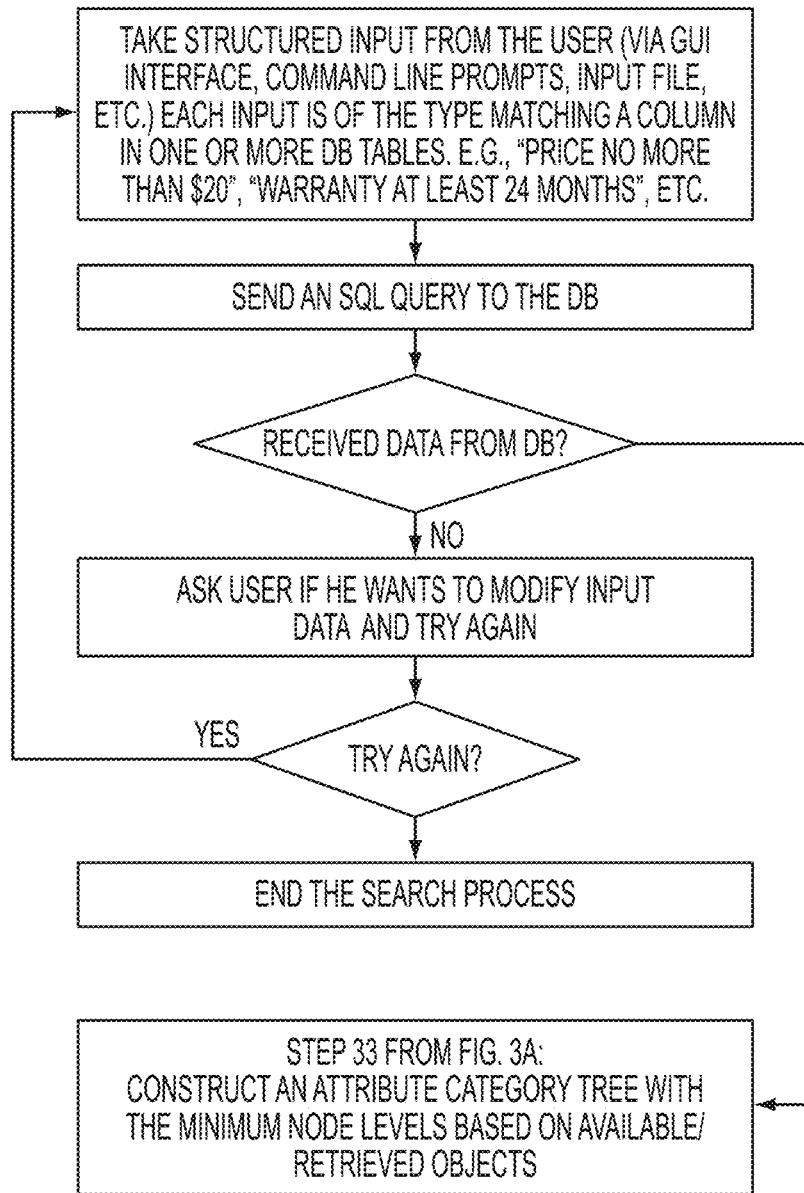 TAKE STRUCTURED INPUT FROM THE USER (VIA GUI
INTERFACE, COMMAND LINE PROMPTS, INPUT FILE,
ETC.) EACH INPUT IS OF THE TYPE MATCHING A COLUMN
IN ONE OR MORE DB TABLES. E.G., “PRICE NO MORE
THAN $20”, “WARRANTY AT LEAST 24 MONTHS”, ETC.
SEND AN SQL QUERY TO THE DB
RECEIVED DATA FROM DB?
NO
ASK USER IF HE WANTS TO MODIFY INPUT
DATA AND TRY AGAIN
YES
TRY AGAIN?
END THE SEARCH PROCESS
STEP 33 FROM FIG. 3A:
CONSTRUCT AN ATTRIBUTE CATEGORY TREE WITH
THE MINIMUM NODE LEVELS BASED ON AVAILABLE/
RETRIEVED OBJECTS